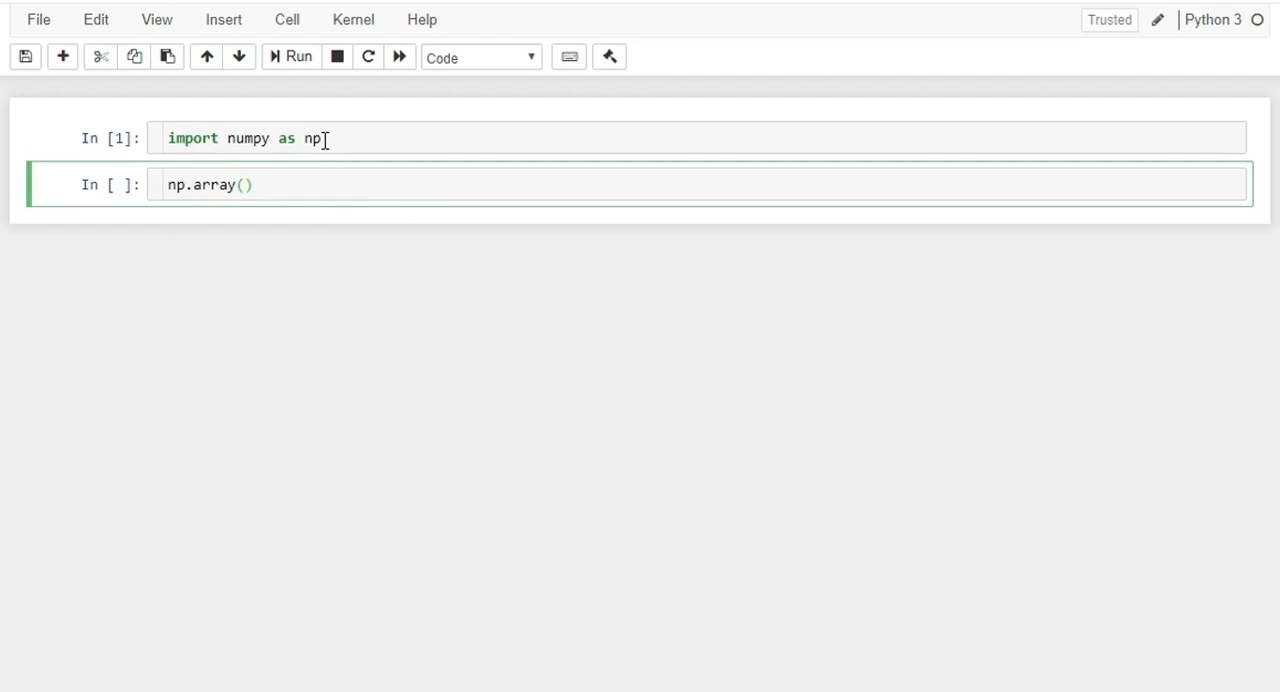 File Edit View Insert Cell Kernel Help Trusted Python 3
Run Code
In [1]: import numpy as np
In [ ]: np.array()